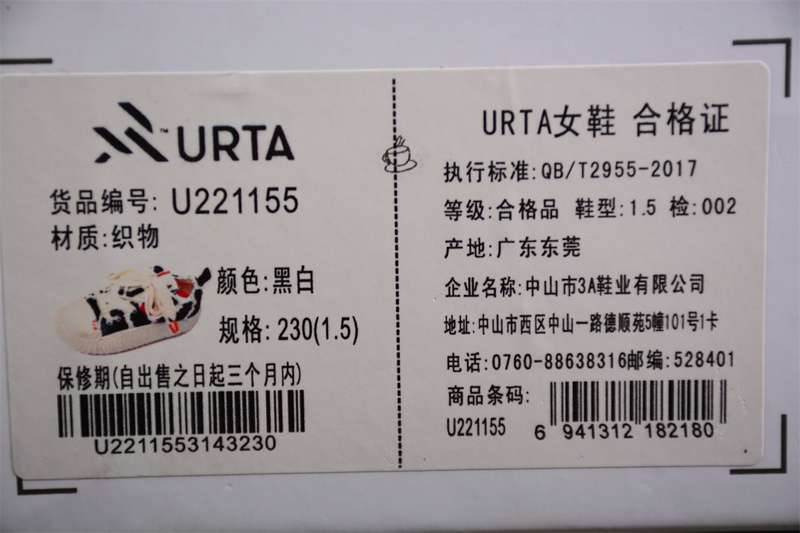 ™URTA
货品编号: U221155
材质:织物
颜色:黑白
规格:230(1.5)
保修期(自出售之日起三个月内)
U2211553143230
URTA女鞋 合格证
执行标准:QB/T2955-2017
等级:合格品 鞋型:1.5 检:002
产地:广东东莞
企业名称:中山市3A鞋业有限公司
地址:中山市西区中山一路德顺苑5幢101号1卡
电话:0760-88638316邮编:528401
商品条码:
U221155
6 941312 182180